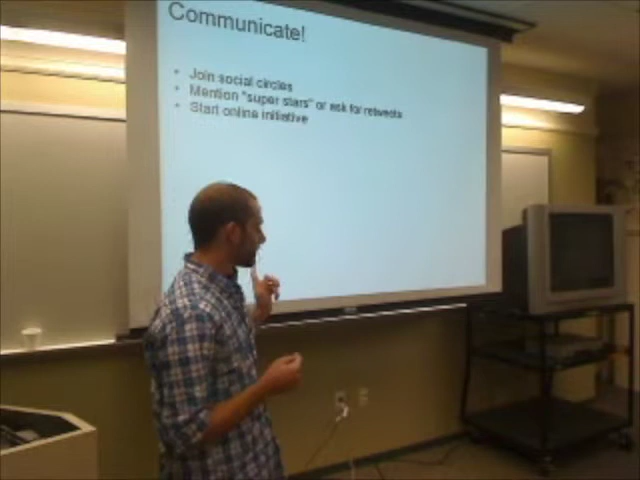 Communicate!
• Join social circles
• Mention "super stars" or ask for retweets
• Start online initiative